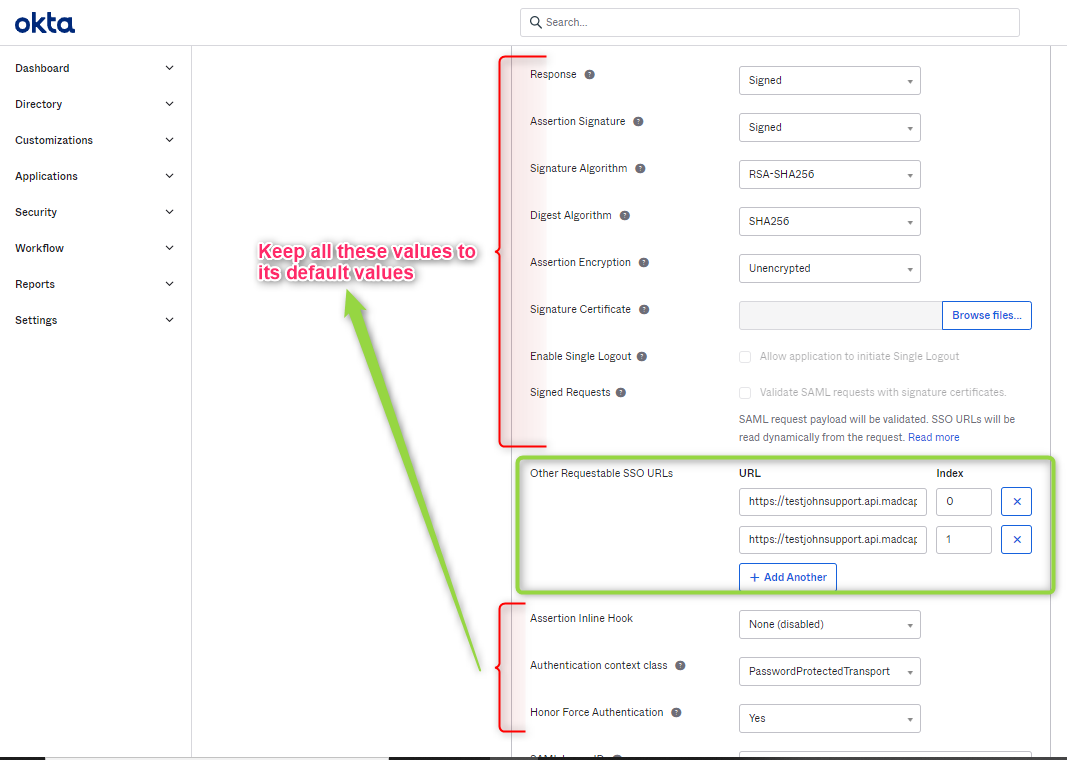 okta
Search...
Dashboard
Directory
Customizations
Applications
Security
Workflow
Reports
Settings
Keep all these values to
its default values
Response ? Signed
Assertion Signature ? Signed
Signature Algorithm ? RSA-SHA256
Digest Algorithm ? SHA256
Assertion Encryption ? Unencrypted
Signature Certificate ? Browse files...
Enable Single Logout ? Allow application to initiate Single Logout
Signed Requests ? Validate SAML requests with signature certificates.
SAML request payload will be validated. SSO URLs will be
read dynamically from the request. Read more
Other Requestable SSO URLs URL Index
https://testjohnsupport.api.madcap 0 ×
https://testjohnsupport.api.madcap 1 ×
+ Add Another
Assertion Inline Hook None (disabled)
Authentication context class ? PasswordProtectedTransport
Honor Force Authentication ? Yes